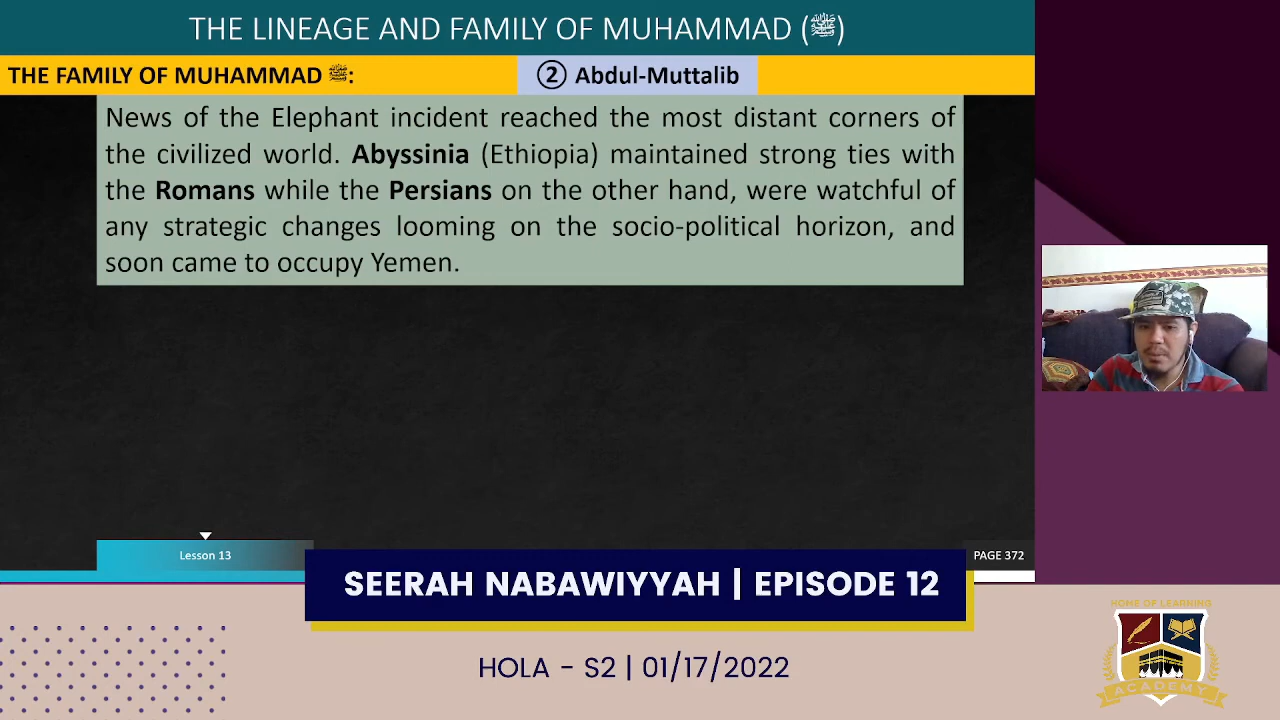 THE LINEAGE AND FAMILY OF MUHAMMAD (ﷺ)
THE FAMILY OF MUHAMMAD ﷺ:
② Abdul-Muttalib
News of the Elephant incident reached the most distant corners of
the civilized world. Abyssinia (Ethiopia) maintained strong ties with
the Romans while the Persians on the other hand, were watchful of
any strategic changes looming on the socio-political horizon, and
soon came to occupy Yemen.
Lesson 13
PAGE 372
SEERAH NABAWIYYAH | EPISODE 12
HOLA - S2 | 01/17/2022
HOME OF LEARNING
ACADEMY